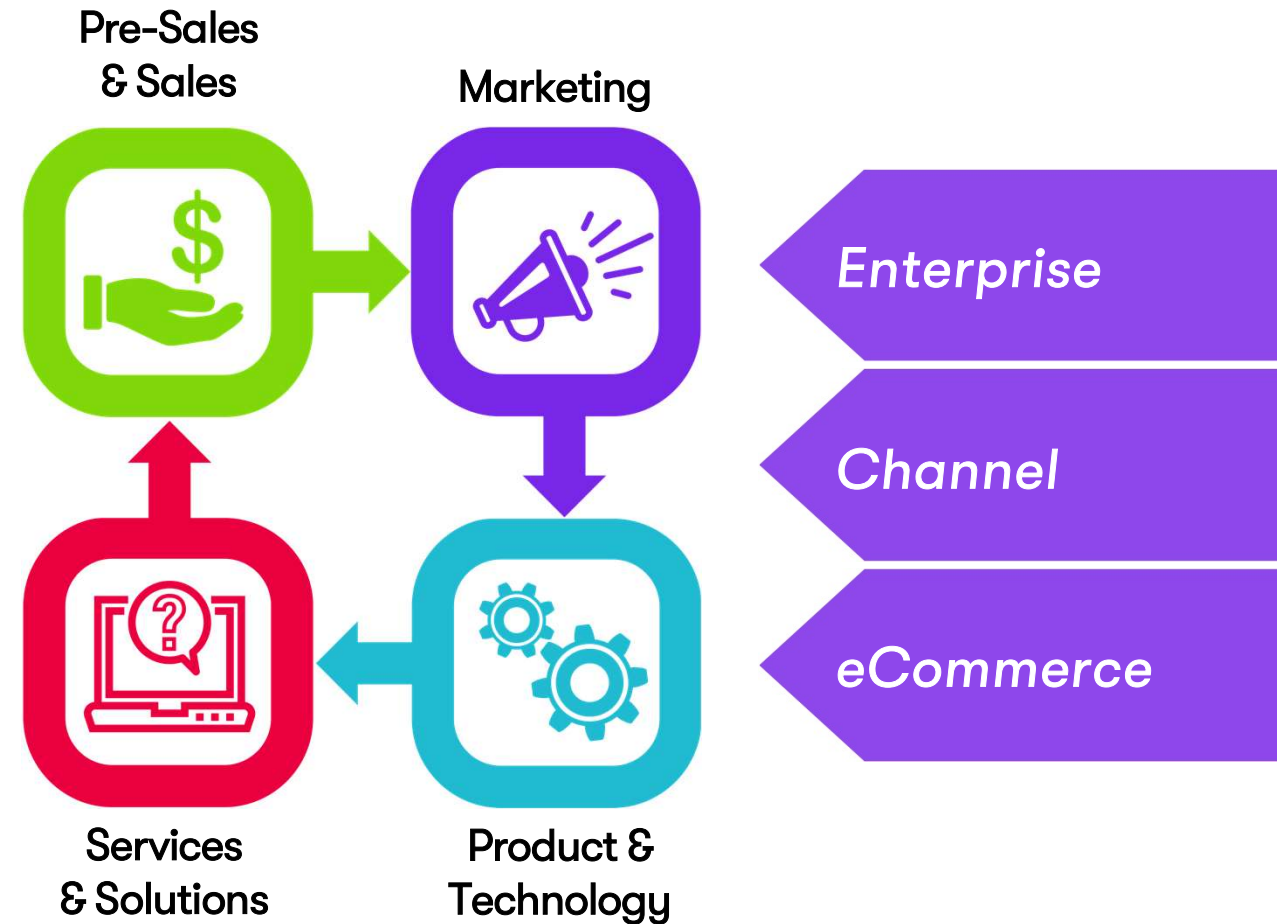 Pre-Sales
& Sales
Marketing
$
Enterprise
Channel
?
eCommerce
Services
& Solutions
Product &
Technology